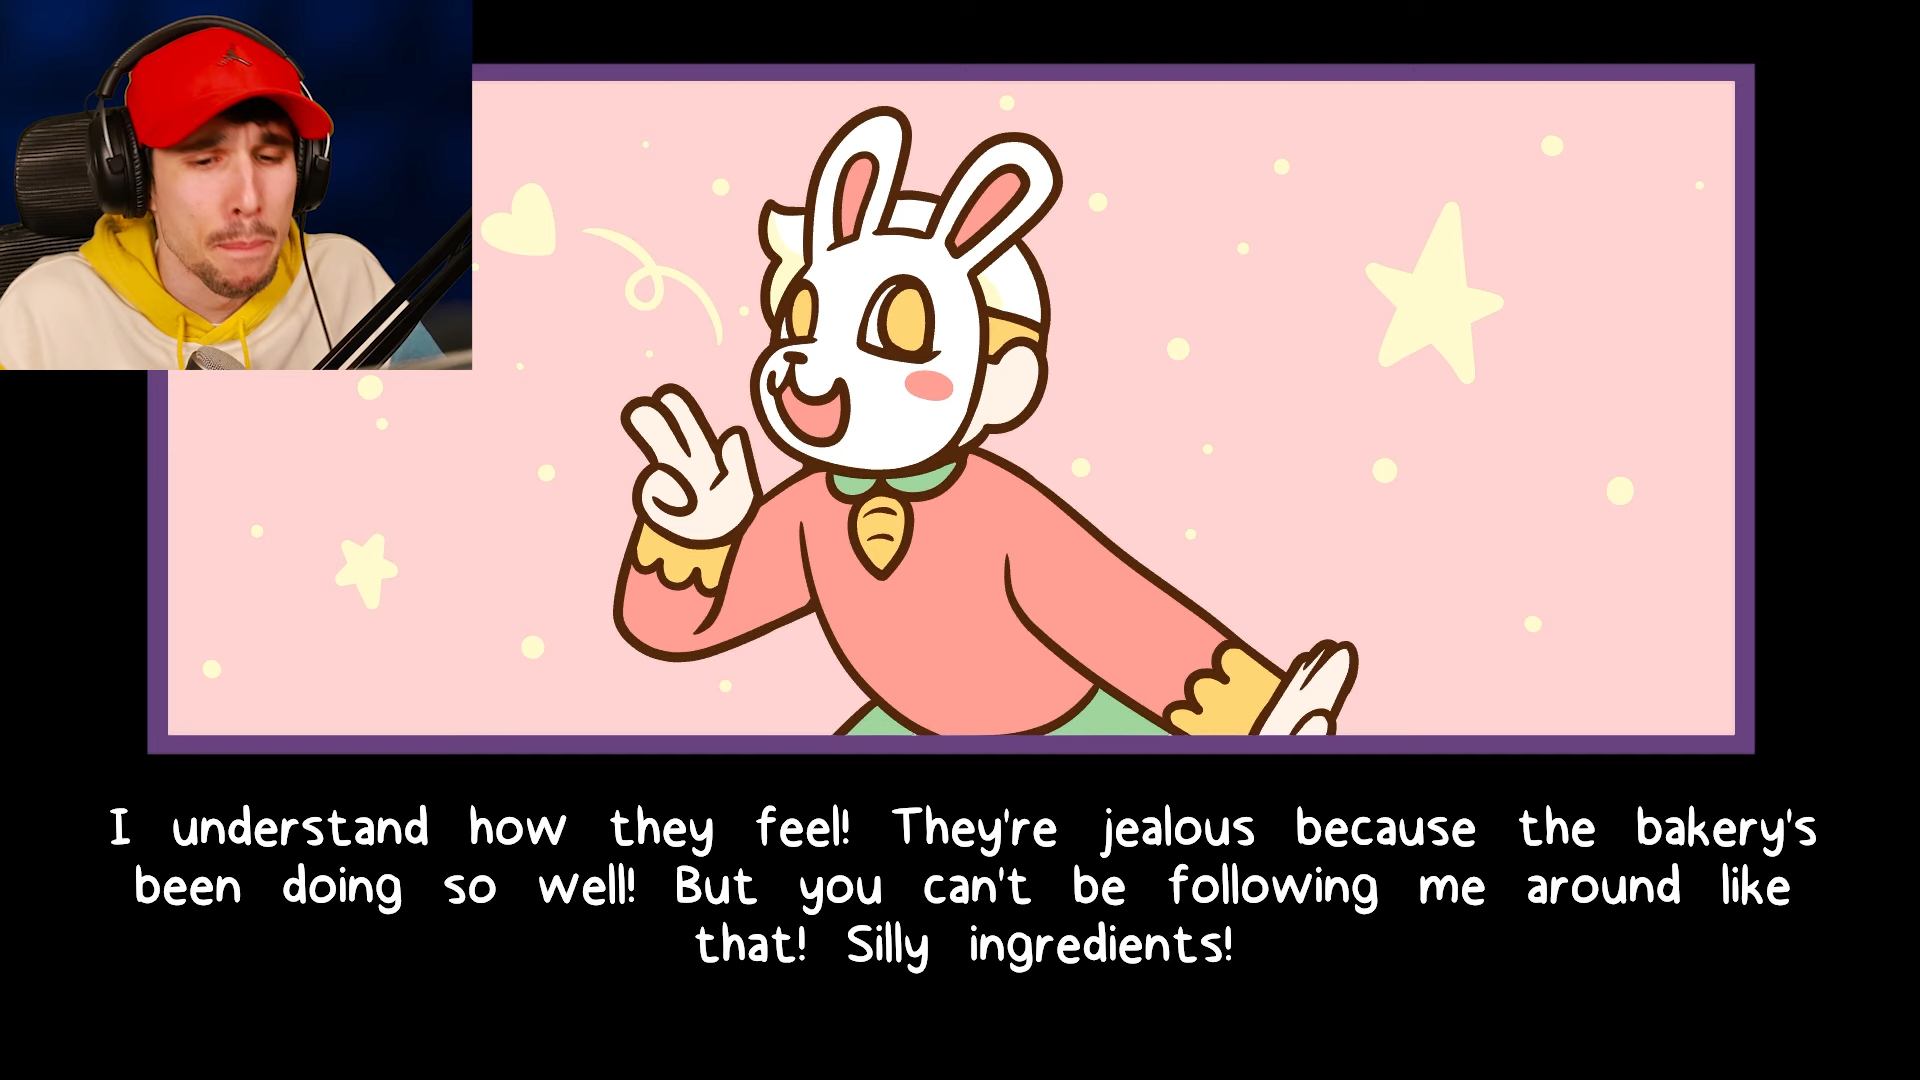 I understand how they feel! They're jealous because the bakery's
been doing so well! But you can't be following me around like
that! Silly ingredients!